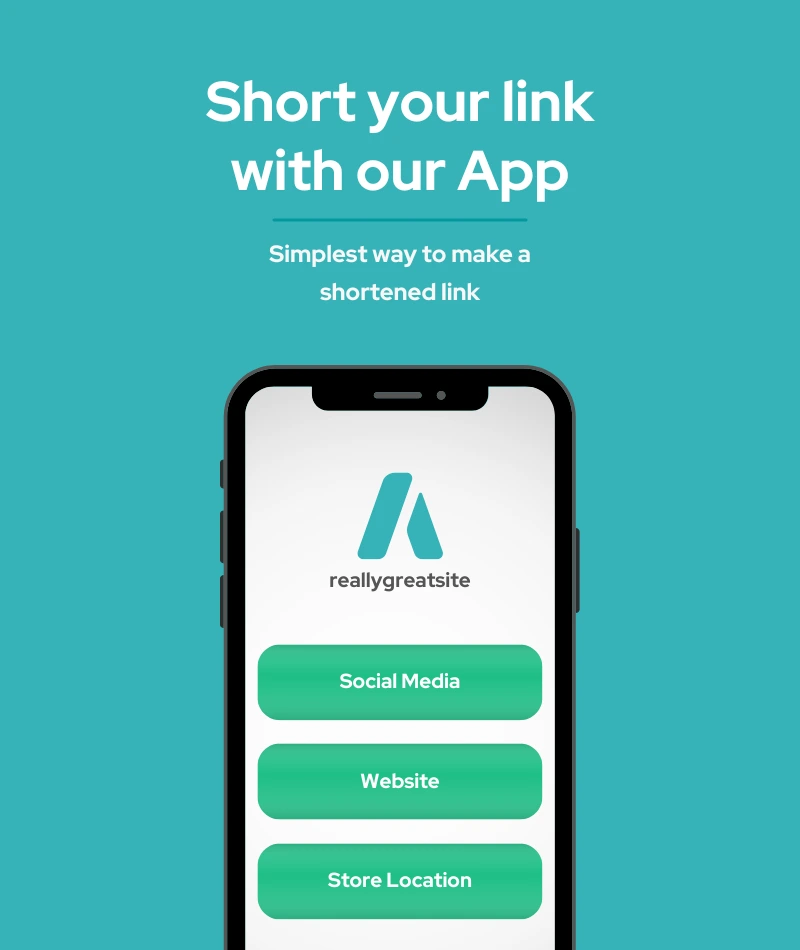 Short your link
with our App
Simplest way to make a
shortened link
reallygreatsite
Social Media
Website
Store Location